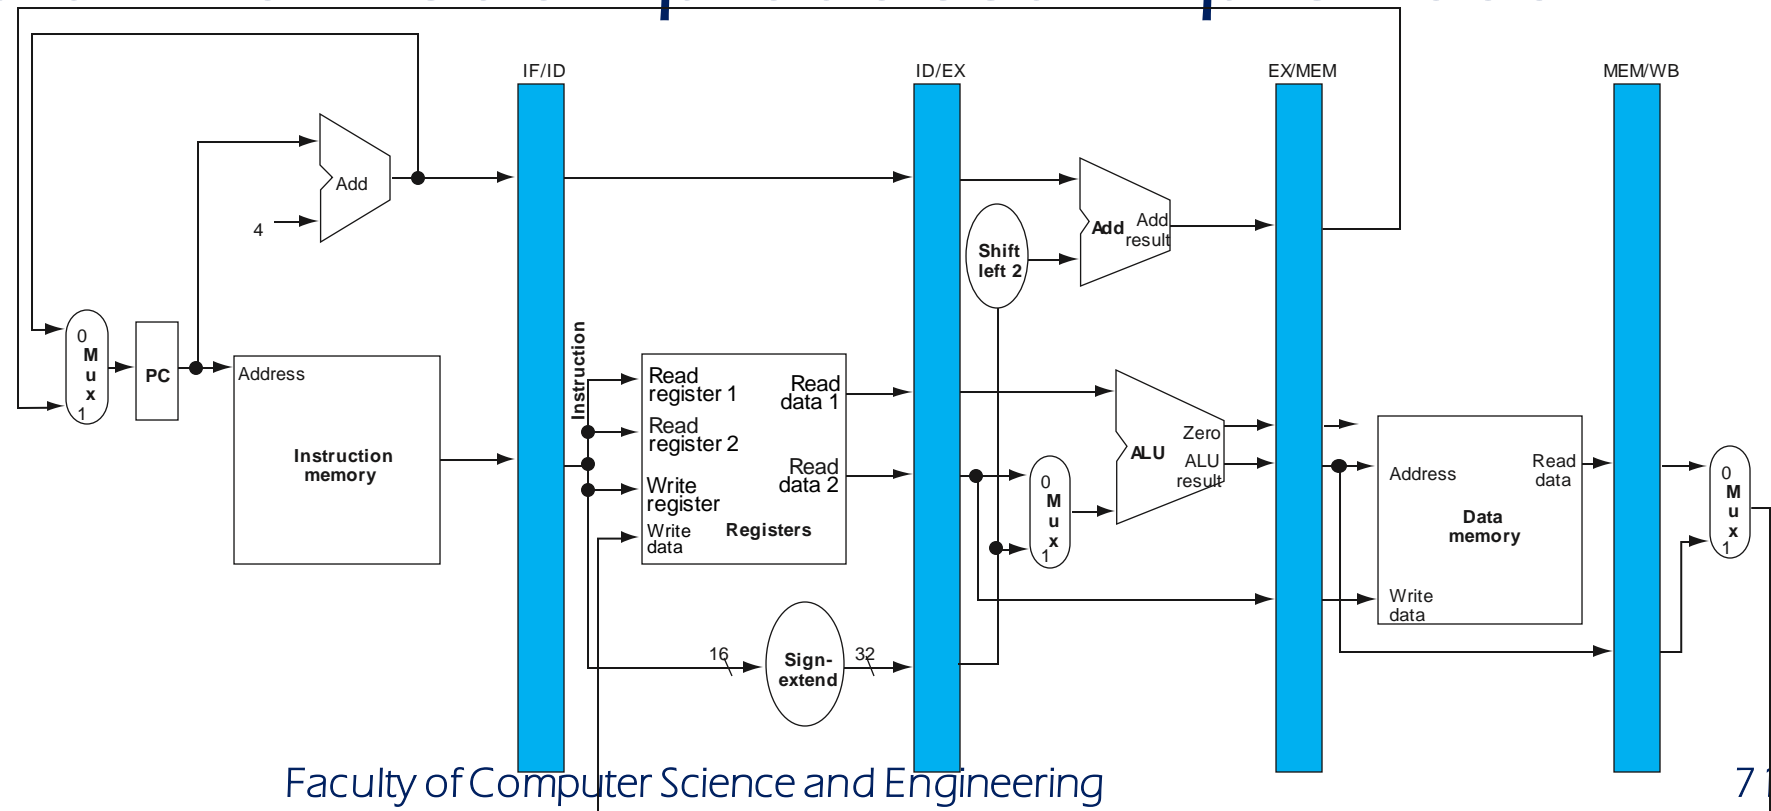 IF/ID
ID/EX
EX/MEM
MEM/WB
Add
4
Add
Add
result
Shift
left 2
0
M
u
x
1
PC
Address
Instruction
memory
Instruction
Read
register 1
Read
register 2
Write
register
Write
data
Registers
Read
data 1
Read
data 2
16
Sign-
extend
32
0
M
u
x
1
ALU
Zero
ALU
result
Address
Write
data
Data
memory
Read
data
0
M
u
x
1
Faculty of Computer Science and Engineering